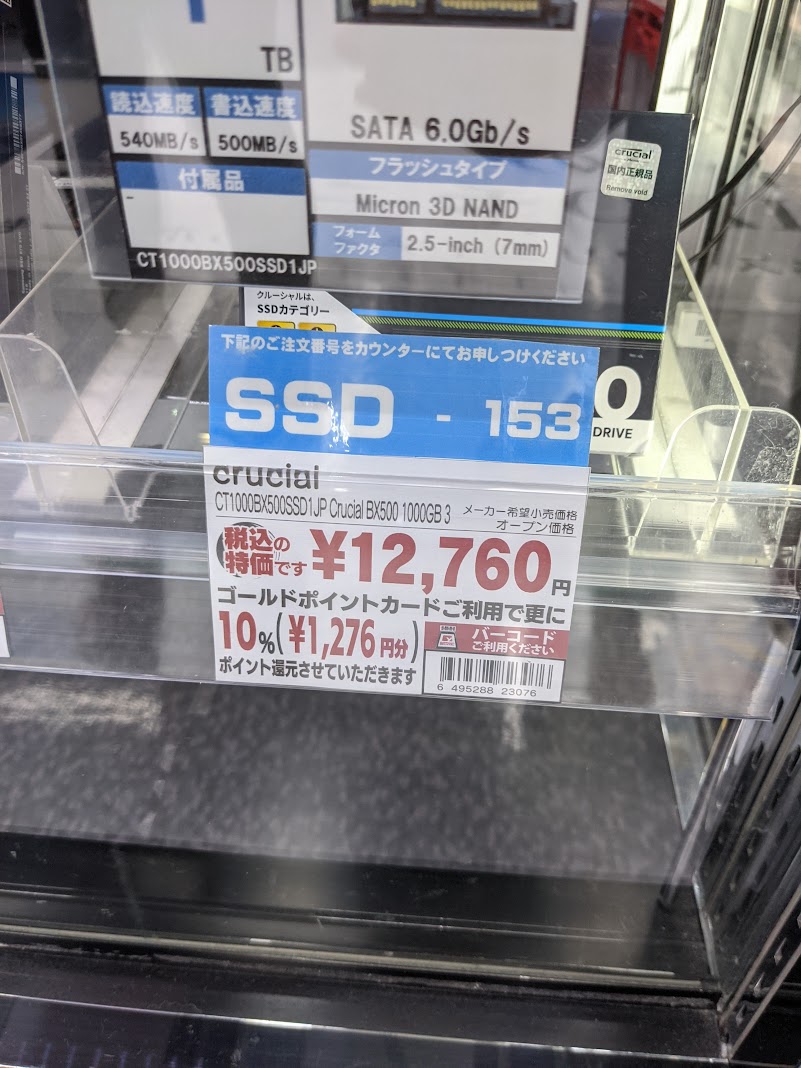 TB
読込速度
書込速度
540MB/s
500MB/s
付属品
-
CT1000BX500SSD1JP
SATA 6.0Gb/s
フラッシュタイプ
Micron 3D NAND
フォーム
ファクタ
2.5-inch (7mm)
crucial
国内正規品
Remove void
クルーシャルは、
SSDカテゴリー
0
DRIVE
下記のご注文番号をカウンターにてお申しつけください
SSD - 153
crucial
CT1000BX500SSD1JP Crucial BX500 1000GB 3
メーカー希望小売価格
オープン価格
税込の
特価です
¥12,760円
ゴールドポイントカードご利用で更に
10%(¥1,276円分)
ポイント還元させていただきます
バーコード
ご利用ください
6 495288 23076